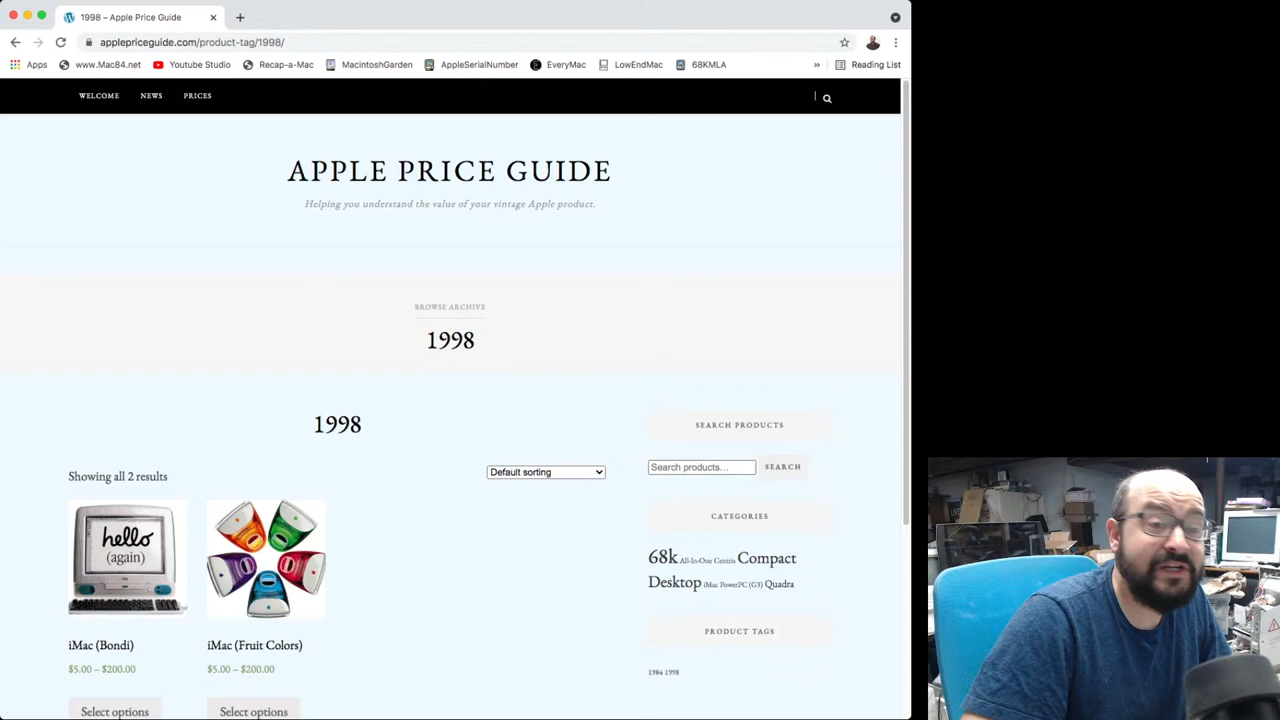 1998 – Apple Price Guide
applepriceguide.com/product-tag/1998/
Apps www.Mac84.net Youtube Studio Recap-a-Mac MacintoshGarden AppleSerialNumber EveryMac LowEndMac 68KMLA » Reading List
WELCOME NEWS PRICES
APPLE PRICE GUIDE
Helping you understand the value of your vintage Apple product.
BROWSE ARCHIVE
1998
1998
Showing all 2 results
Default sorting
hello
(again)
iMac (Bondi)
$5.00 – $200.00
Select options
iMac (Fruit Colors)
$5.00 – $200.00
Select options
SEARCH PRODUCTS
Search products… SEARCH
CATEGORIES
68k All-In-One Centris Compact
Desktop iMac PowerPC (G3) Quadra
PRODUCT TAGS
1984 1998